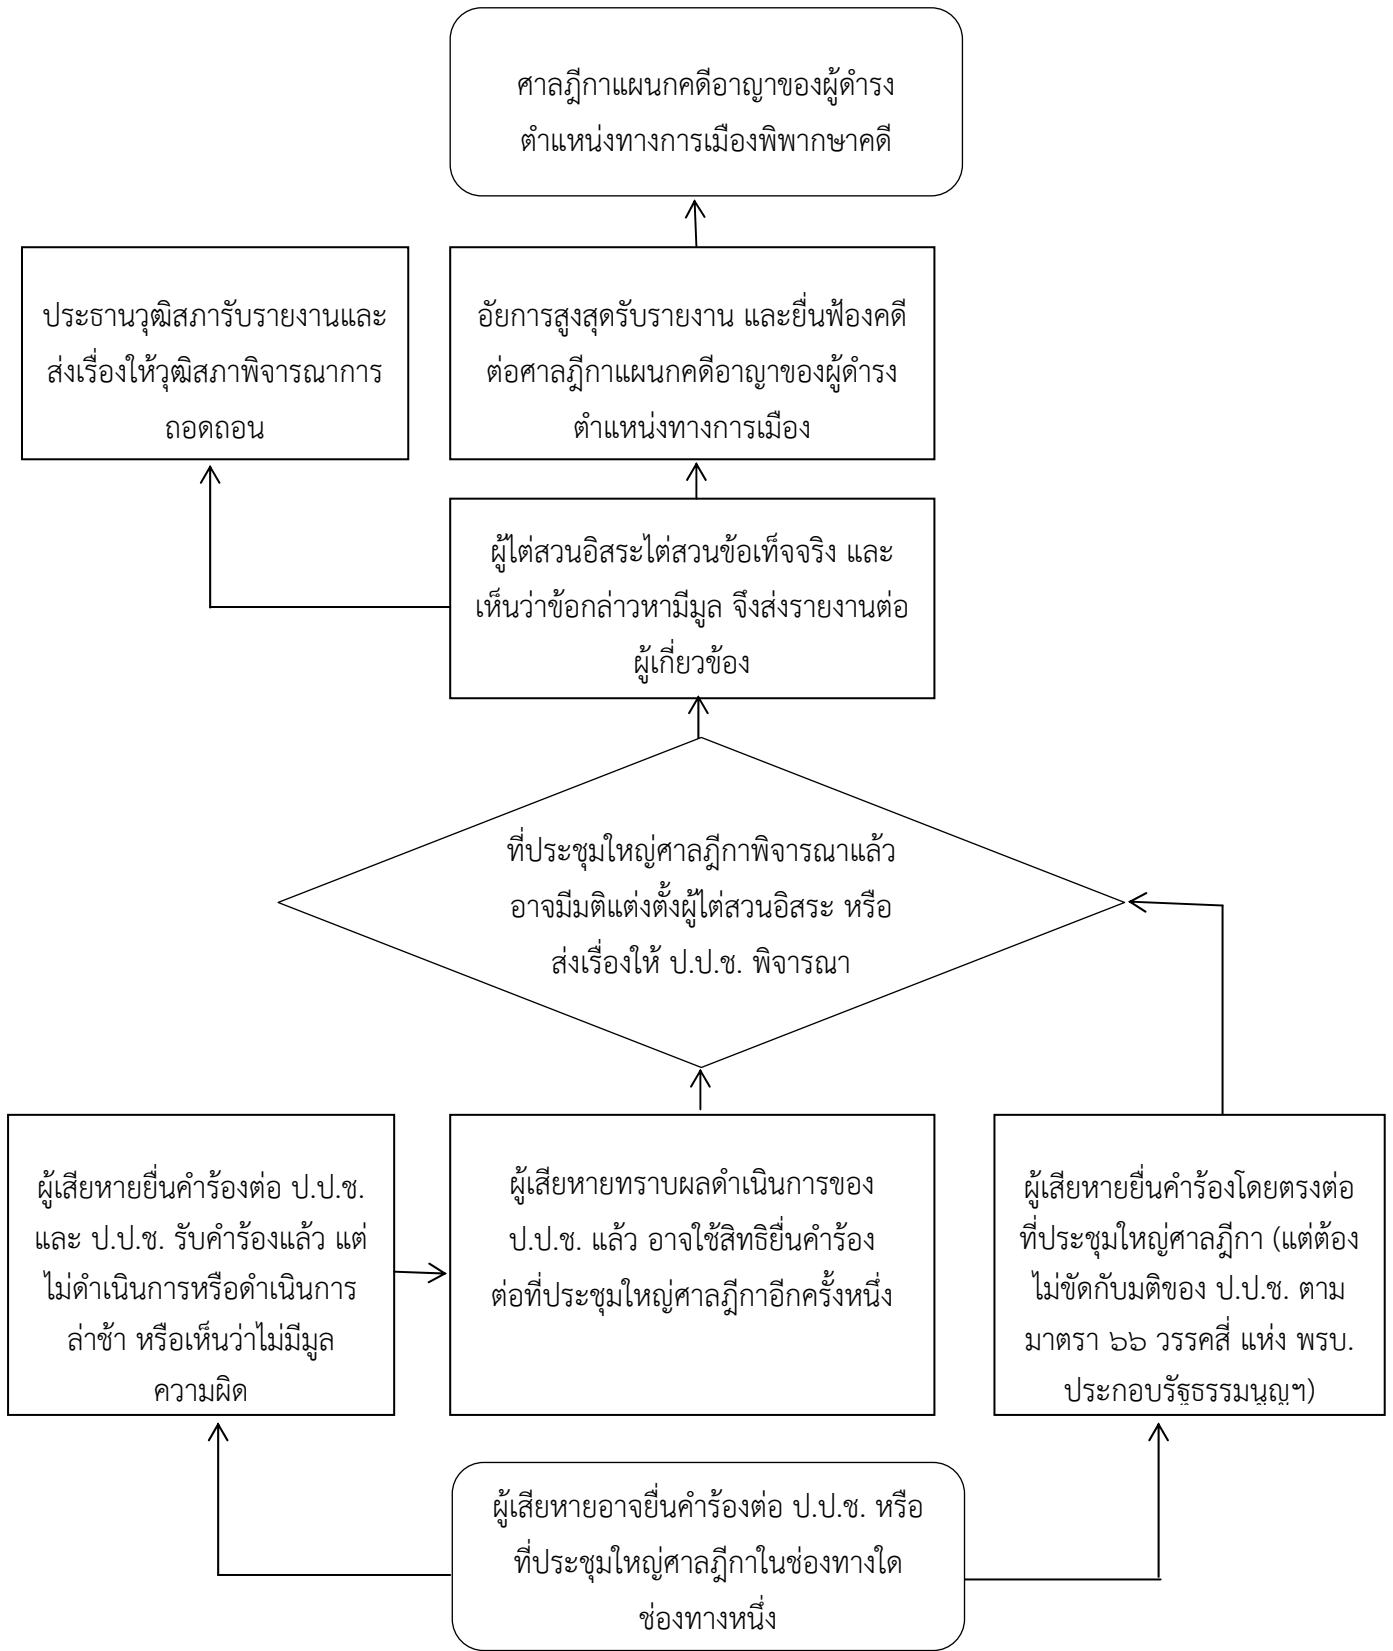 ศาลฎีกาแผนกคดีอาญาของผู้ดำรง
ตำแหน่งทางการเมืองพิพากษาคดี
ประธานวุฒิสภารับรายงานและ
ส่งเรื่องให้วุฒิสภาพิจารณาการ
ถอดถอน
อัยการสูงสุดรับรายงาน และยื่นฟ้องคดี
ต่อศาลฎีกาแผนกคดีอาญาของผู้ดำรง
ตำแหน่งทางการเมือง
ผู้ไต่สวนอิสระไต่สวนข้อเท็จจริง และ
เห็นว่าข้อกล่าวหามีมูล จึงส่งรายงานต่อ
ผู้เกี่ยวข้อง
ที่ประชุมใหญ่ศาลฎีกาพิจารณาแล้ว
อาจมีมติแต่งตั้งผู้ไต่สวนอิสระ หรือ
ส่งเรื่องให้ ป.ป.ช. พิจารณา
ผู้เสียหายยื่นคำร้องต่อ ป.ป.ช.
และ ป.ป.ช. รับคำร้องแล้ว แต่
ไม่ดำเนินการหรือดำเนินการ
ล่าช้า หรือเห็นว่าไม่มีมูล
ความผิด
ผู้เสียหายทราบผลดำเนินการของ
ป.ป.ช. แล้ว อาจใช้สิทธิยื่นคำร้อง
ต่อที่ประชุมใหญ่ศาลฎีกาอีกครั้งหนึ่ง
ผู้เสียหายยื่นคำร้องโดยตรงต่อ
ที่ประชุมใหญ่ศาลฎีกา (แต่ต้อง
ไม่ขัดกับมติของ ป.ป.ช. ตาม
มาตรา ๖๖ วรรคสี่ แห่ง พรบ.
ประกอบรัฐธรรมนูญฯ)
ผู้เสียหายอาจยื่นคำร้องต่อ ป.ป.ช. หรือ
ที่ประชุมใหญ่ศาลฎีกาในช่องทางใด
ช่องทางหนึ่ง